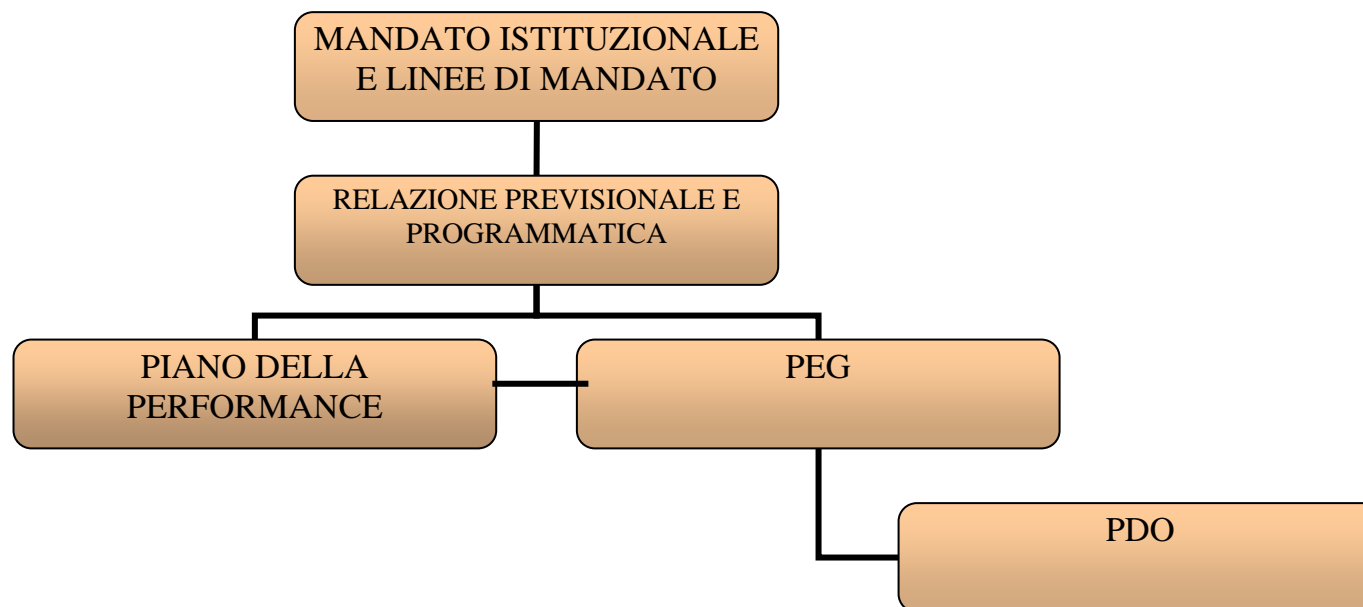 MANDATO ISTITUZIONALE
E LINEE DI MANDATO
RELAZIONE PREVISIONALE E
PROGRAMMATICA
PIANO DELLA
PERFORMANCE
PEG
PDO